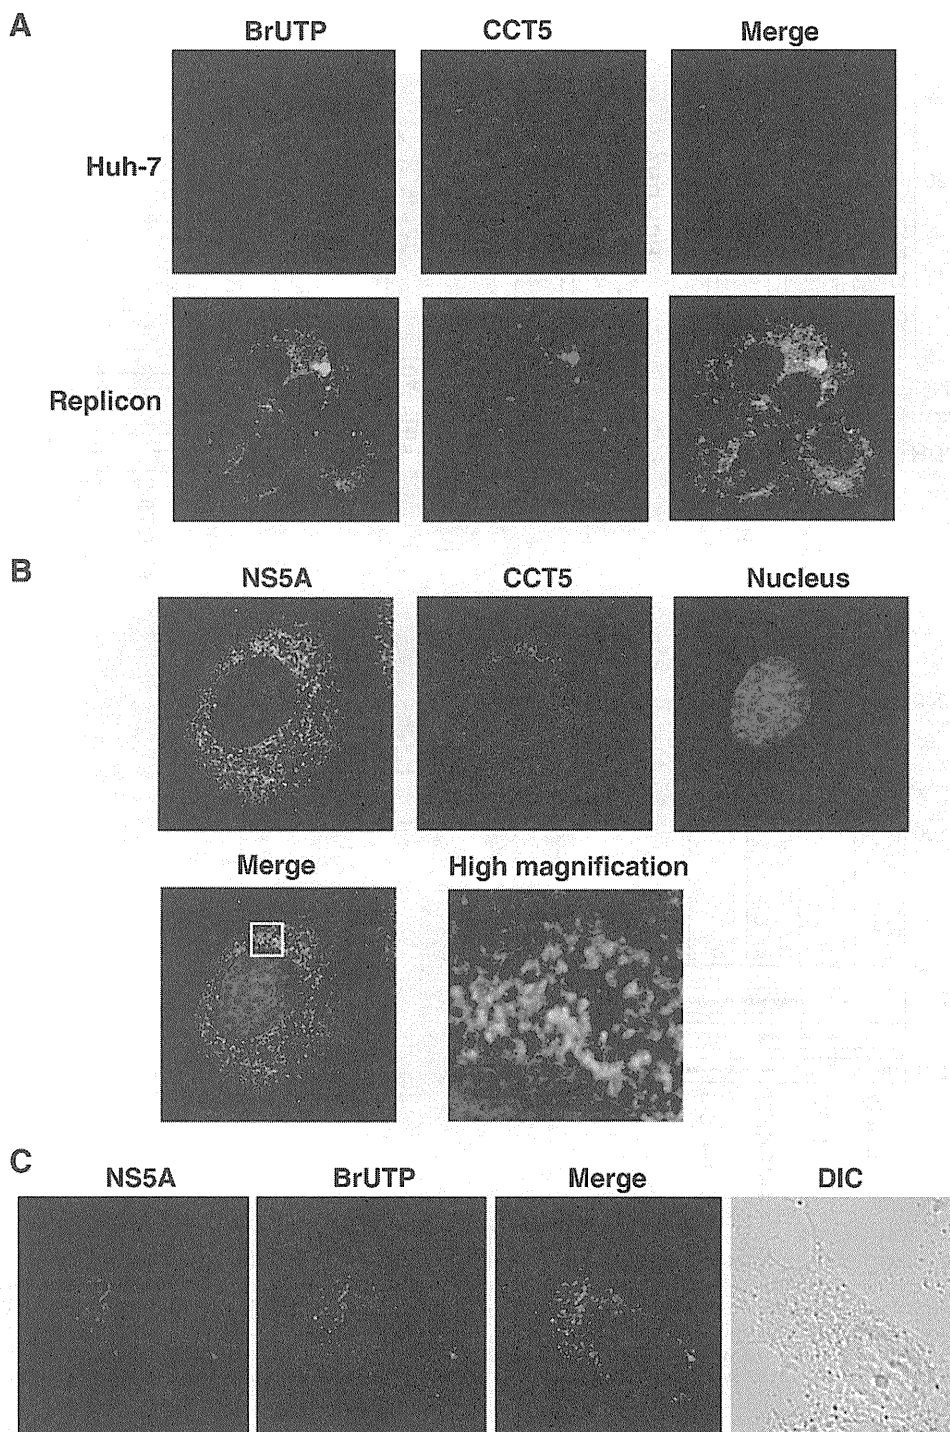 A
BrUTP CCT5 Merge
Huh-7
Replicon
B
NS5A CCT5 Nucleus
Merge High magnification
C
NS5A BrUTP Merge DIC